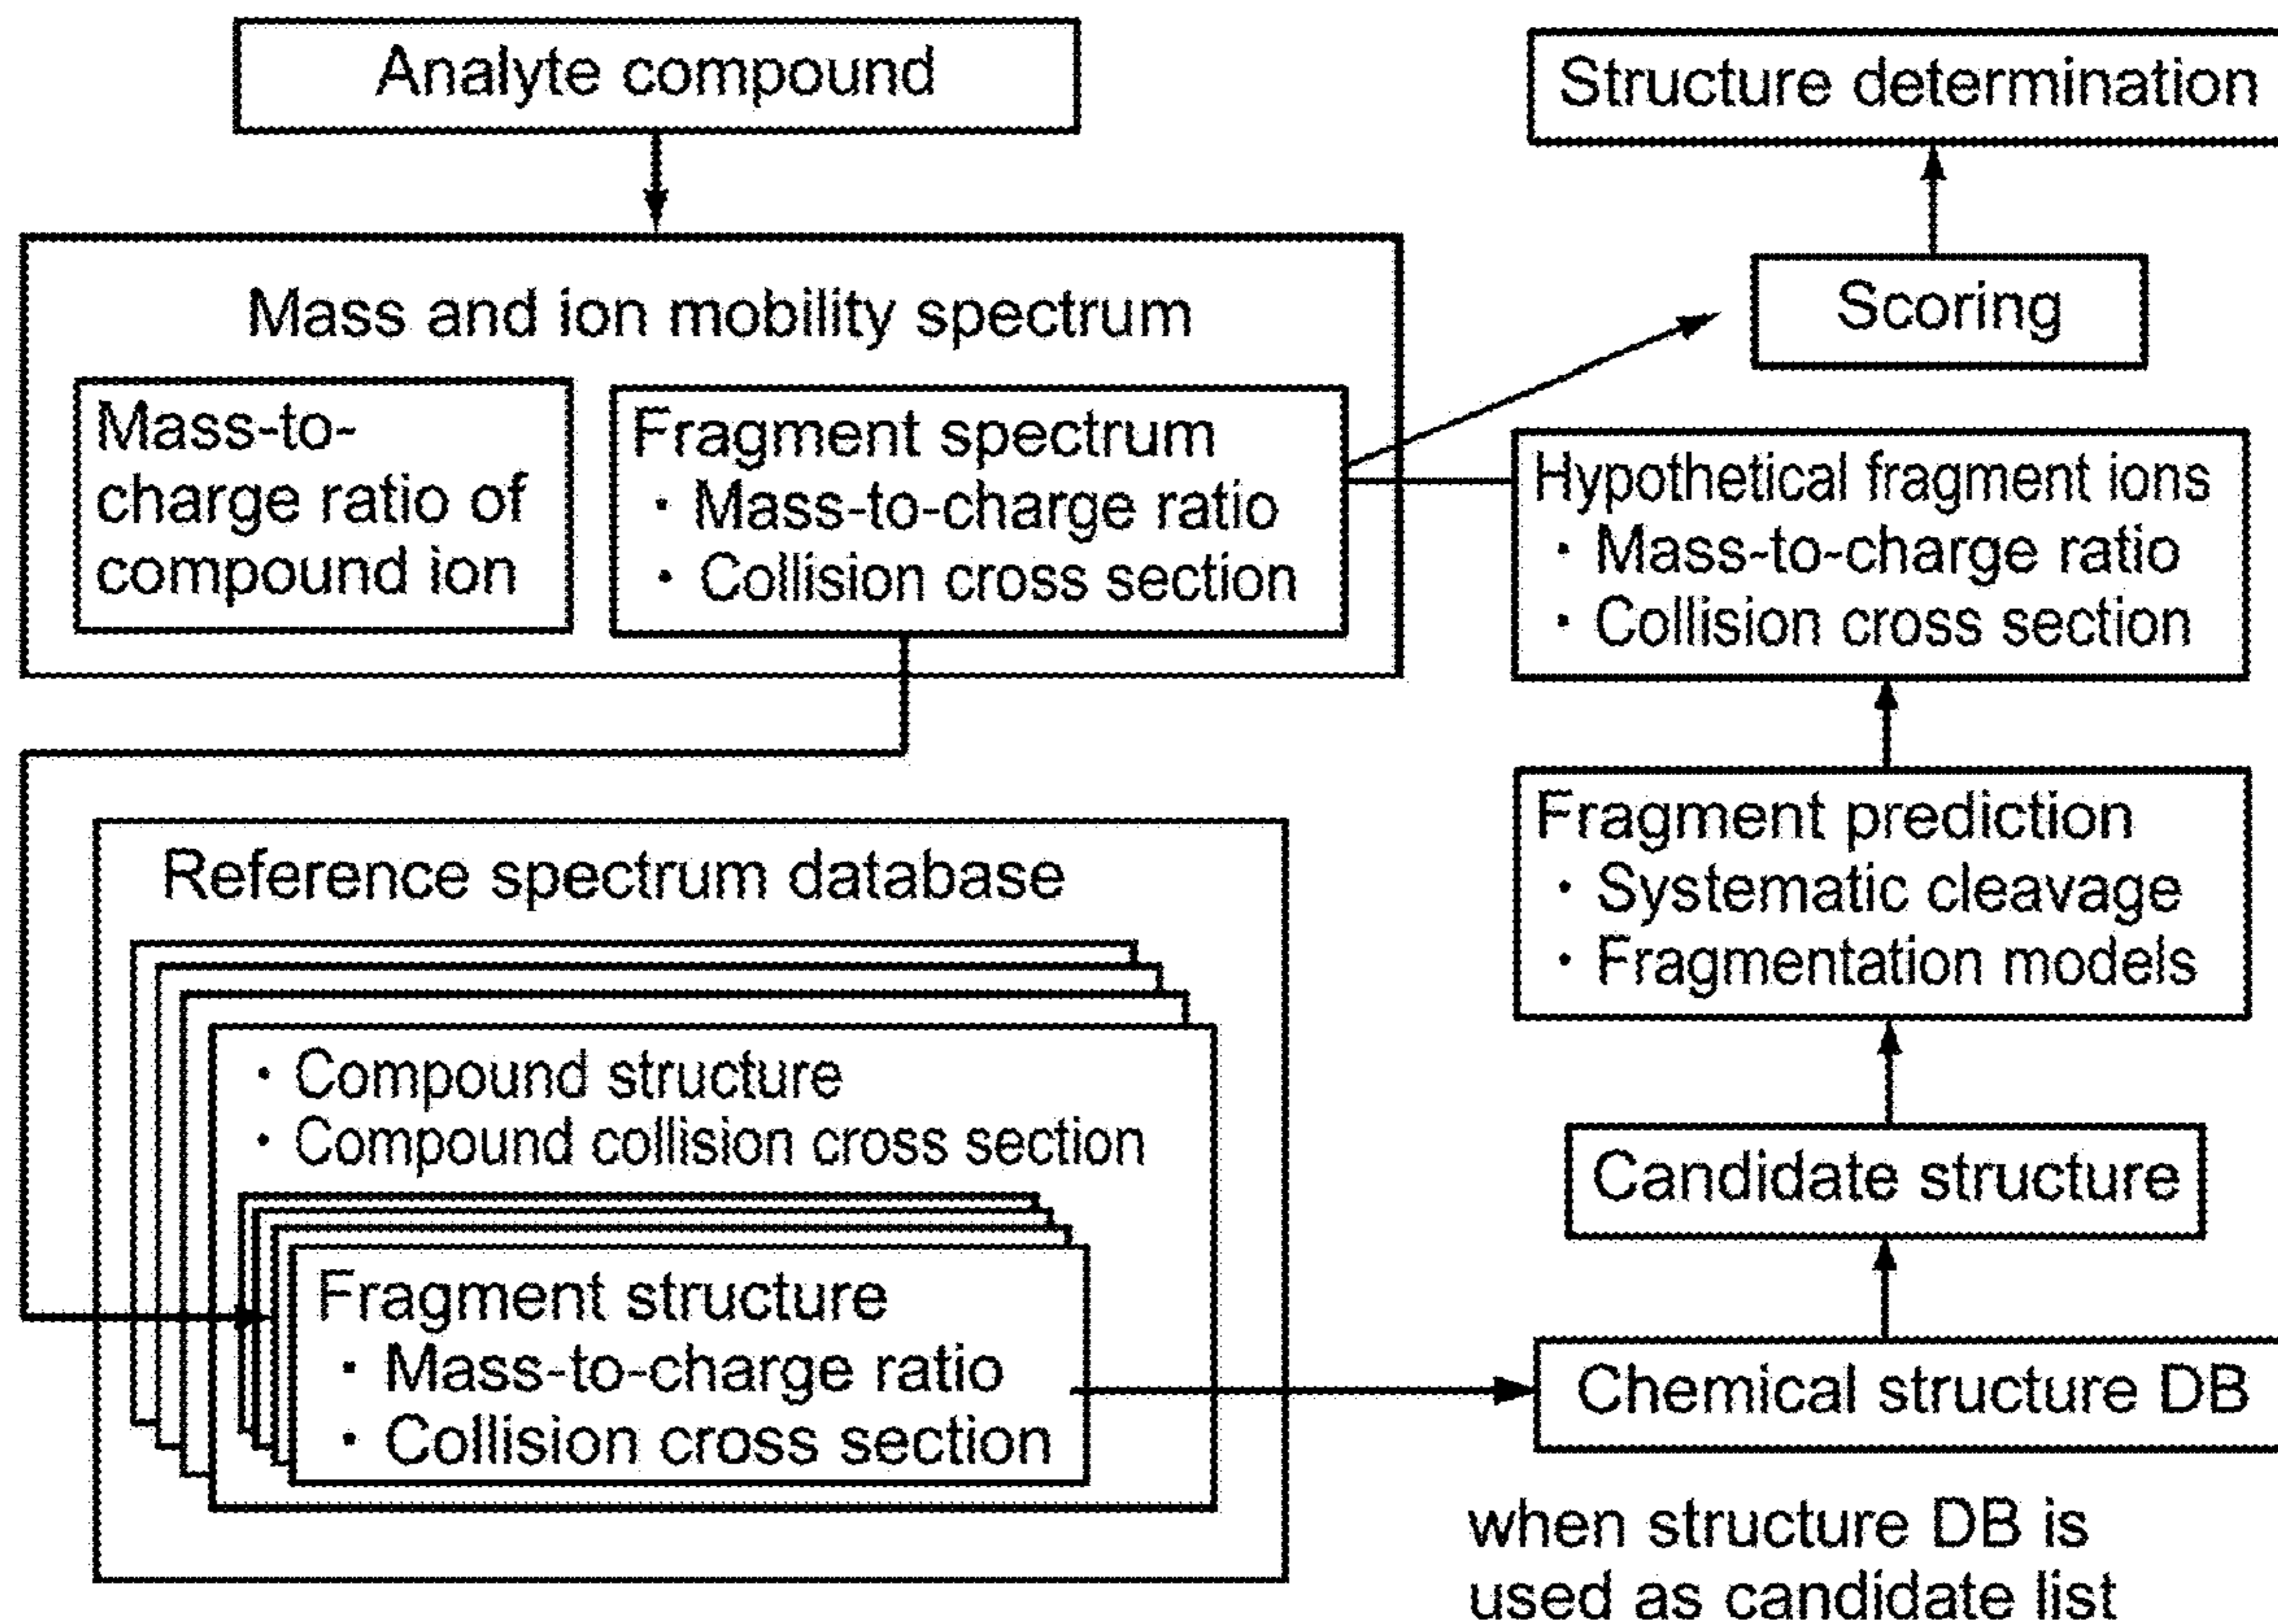 Analyte compound
Mass and ion mobility spectrum
Mass-to-
charge ratio of
compound ion
Fragment spectrum
· Mass-to-charge ratio
· Collision cross section
Reference spectrum database
· Compound structure
· Compound collision cross section
Fragment structure
· Mass-to-charge ratio
· Collision cross section
Structure determination
Scoring
Hypothetical fragment ions
· Mass-to-charge ratio
· Collision cross section
Fragment prediction
· Systematic cleavage
· Fragmentation models
Candidate structure
Chemical structure DB
when structure DB is
used as candidate list